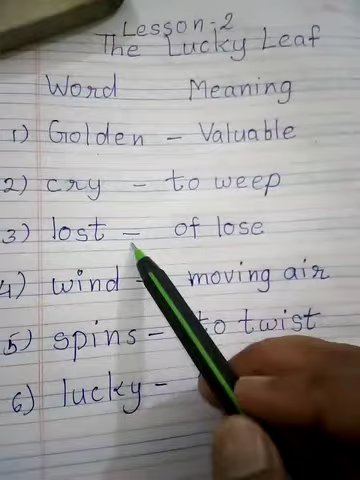 Lesson-2
The Lucky Leaf
Word Meaning
1) Golden - Valuable
2) cry - to weep
3) lost - of lose
4) wind - moving air
5) spins - to twist
6) lucky -